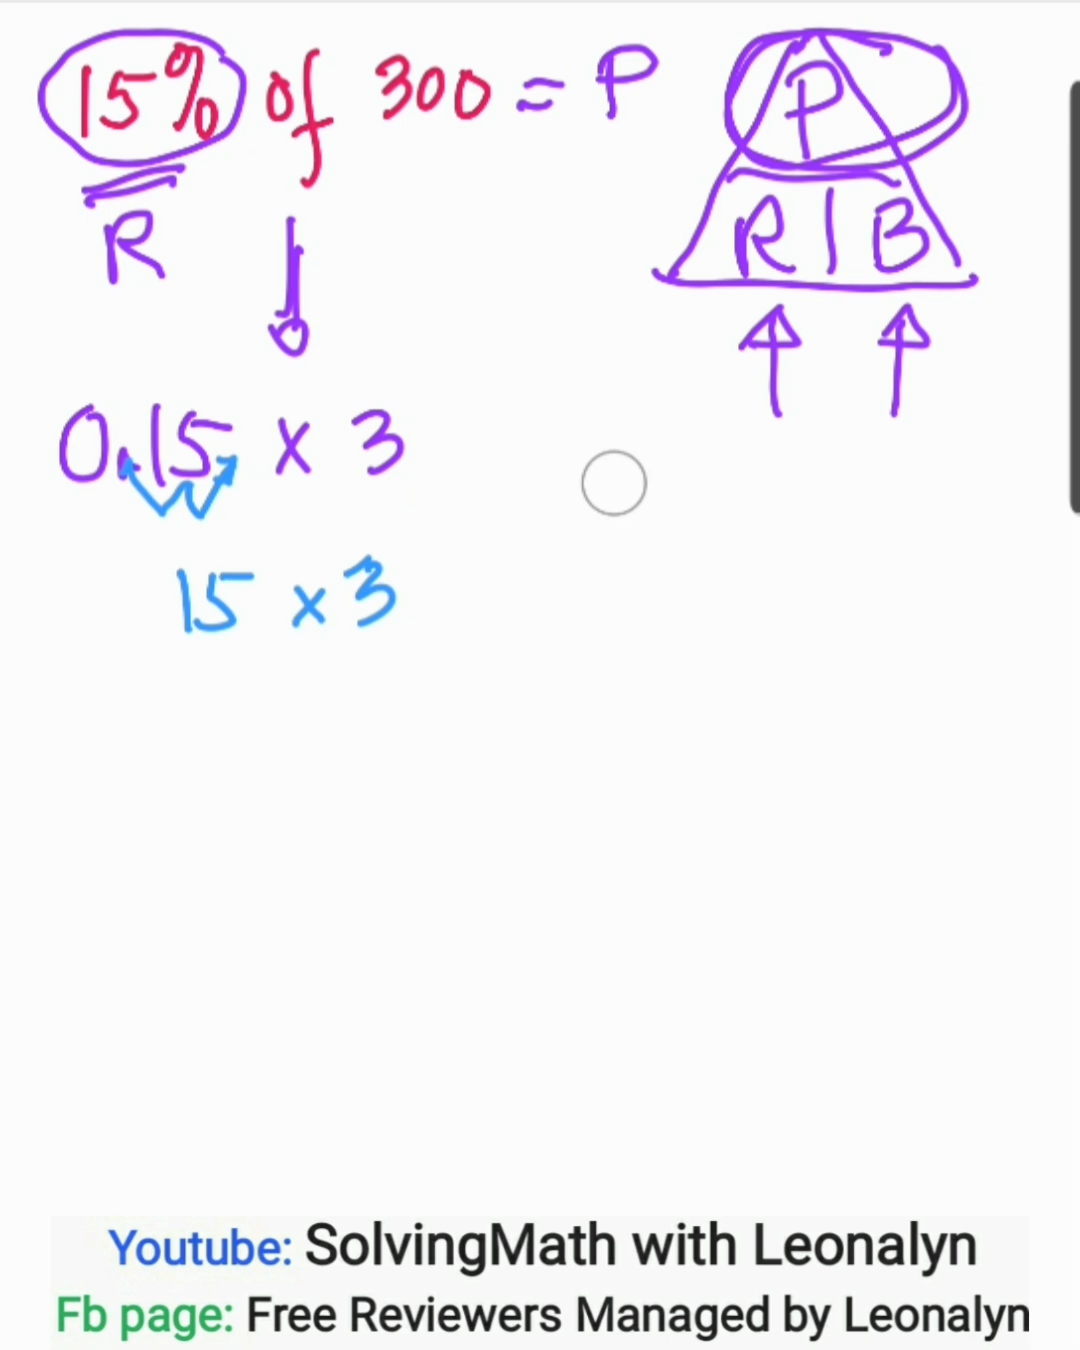 15% of 300 = P
P
R
R | B
0.15 x 3
15 x 3
Youtube: SolvingMath with Leonalyn
Fb page: Free Reviewers Managed by Leonalyn